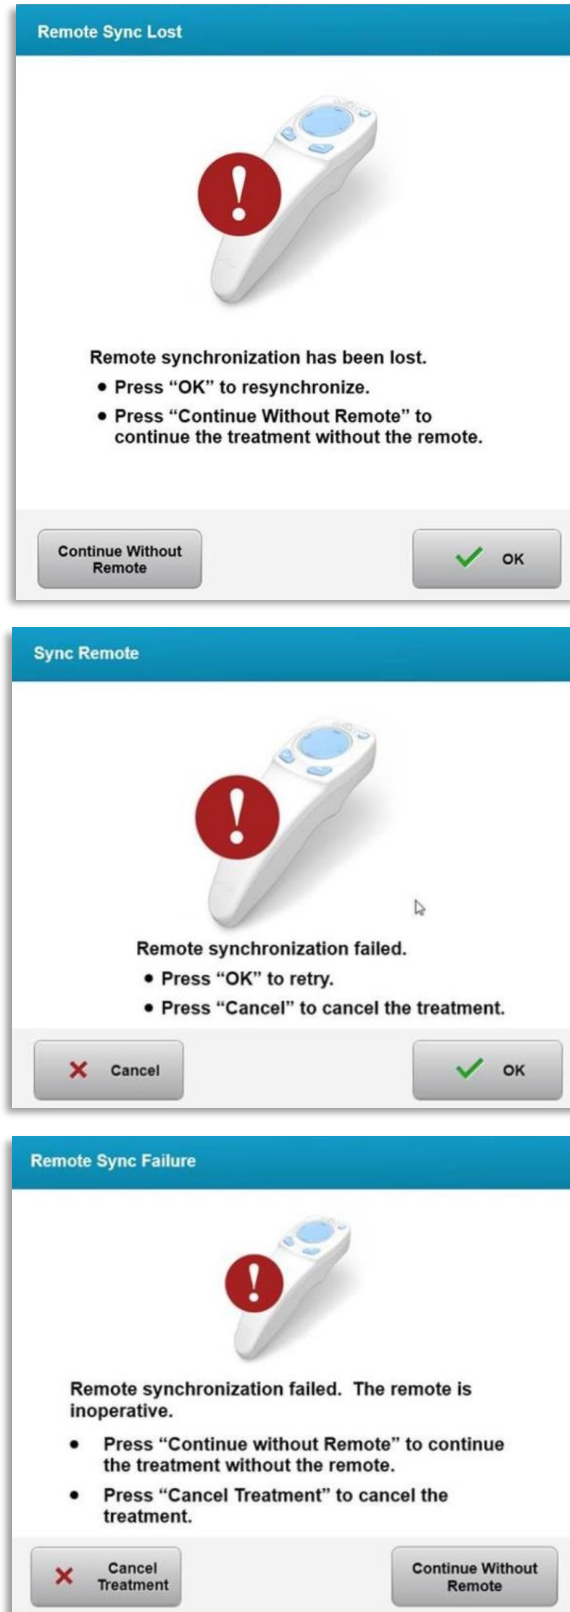 Remote Sync Lost
Remote synchronization has been lost.
● Press “OK” to resynchronize.
● Press “Continue Without Remote” to
continue the treatment without the remote.
Continue Without
Remote
OK
Sync Remote
Remote synchronization failed.
● Press “OK” to retry.
● Press “Cancel” to cancel the treatment.
Cancel
OK
Remote Sync Failure
Remote synchronization failed.  The remote is
inoperative.
● Press “Continue without Remote” to continue
the treatment without the remote.
● Press “Cancel Treatment” to cancel the
treatment.
Cancel
Treatment
Continue Without
Remote